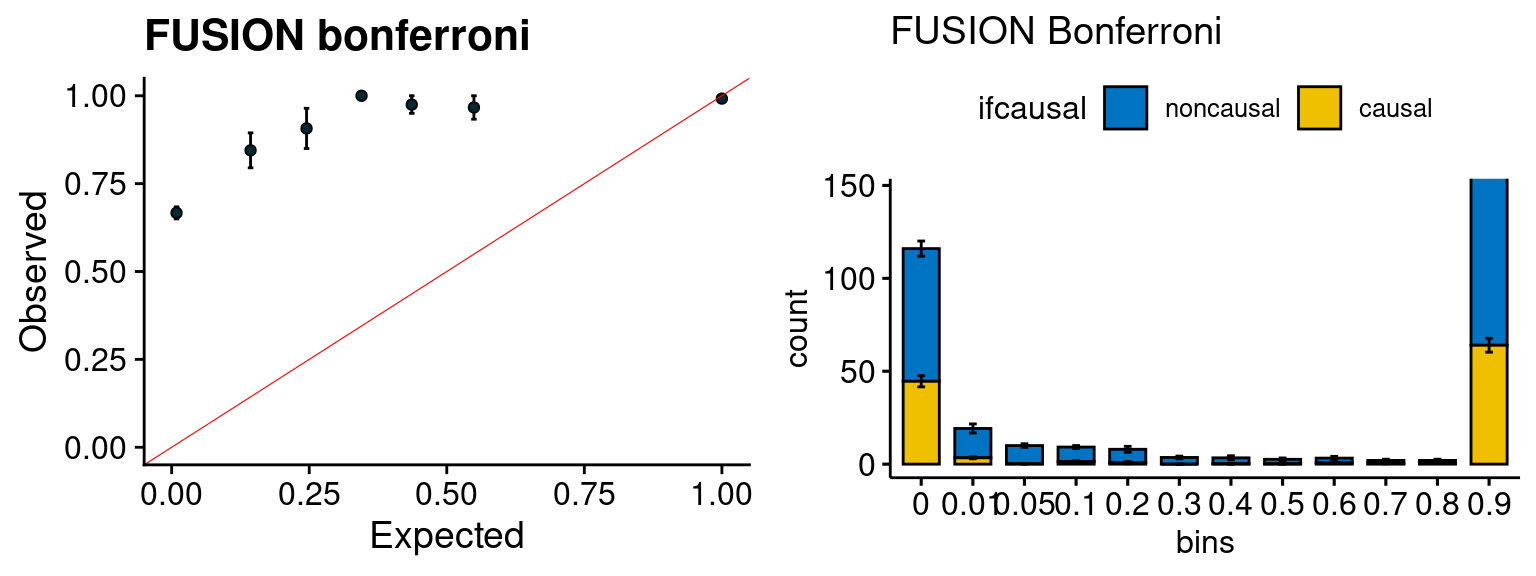 FUSION bonferroni
1.00
0.75
0.50
0.25
0.00
Observed
0.00 0.25 0.50 0.75 1.00
Expected
FUSION Bonferroni
ifcausal noncausal causal
150
100
50
0
count
0 0.01 0.05 0.1 0.2 0.3 0.4 0.5 0.6 0.7 0.8 0.9
bins